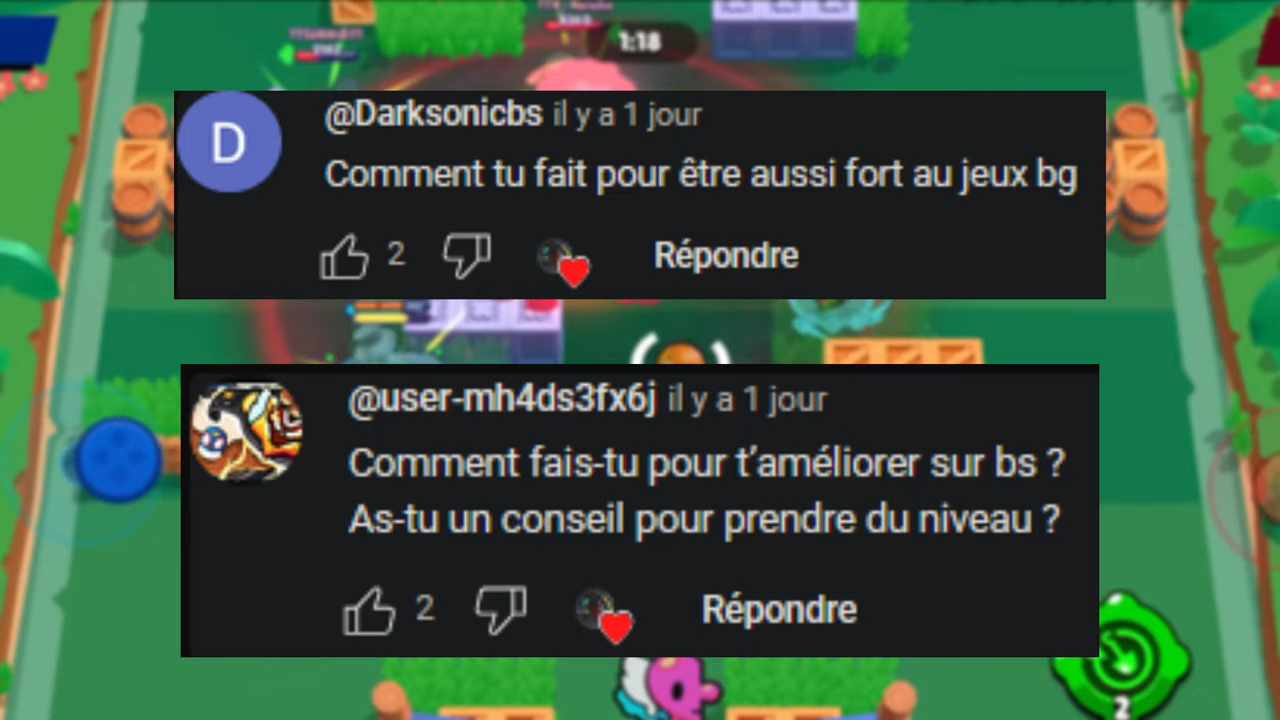 1:18
D
@Darksonicbs il y a 1 jour
Comment tu fait pour être aussi fort au jeux bg
2
Répondre
@user-mh4ds3fx6j il y a 1 jour
Comment fais-tu pour t’améliorer sur bs ?
As-tu un conseil pour prendre du niveau ?
2
Répondre
2